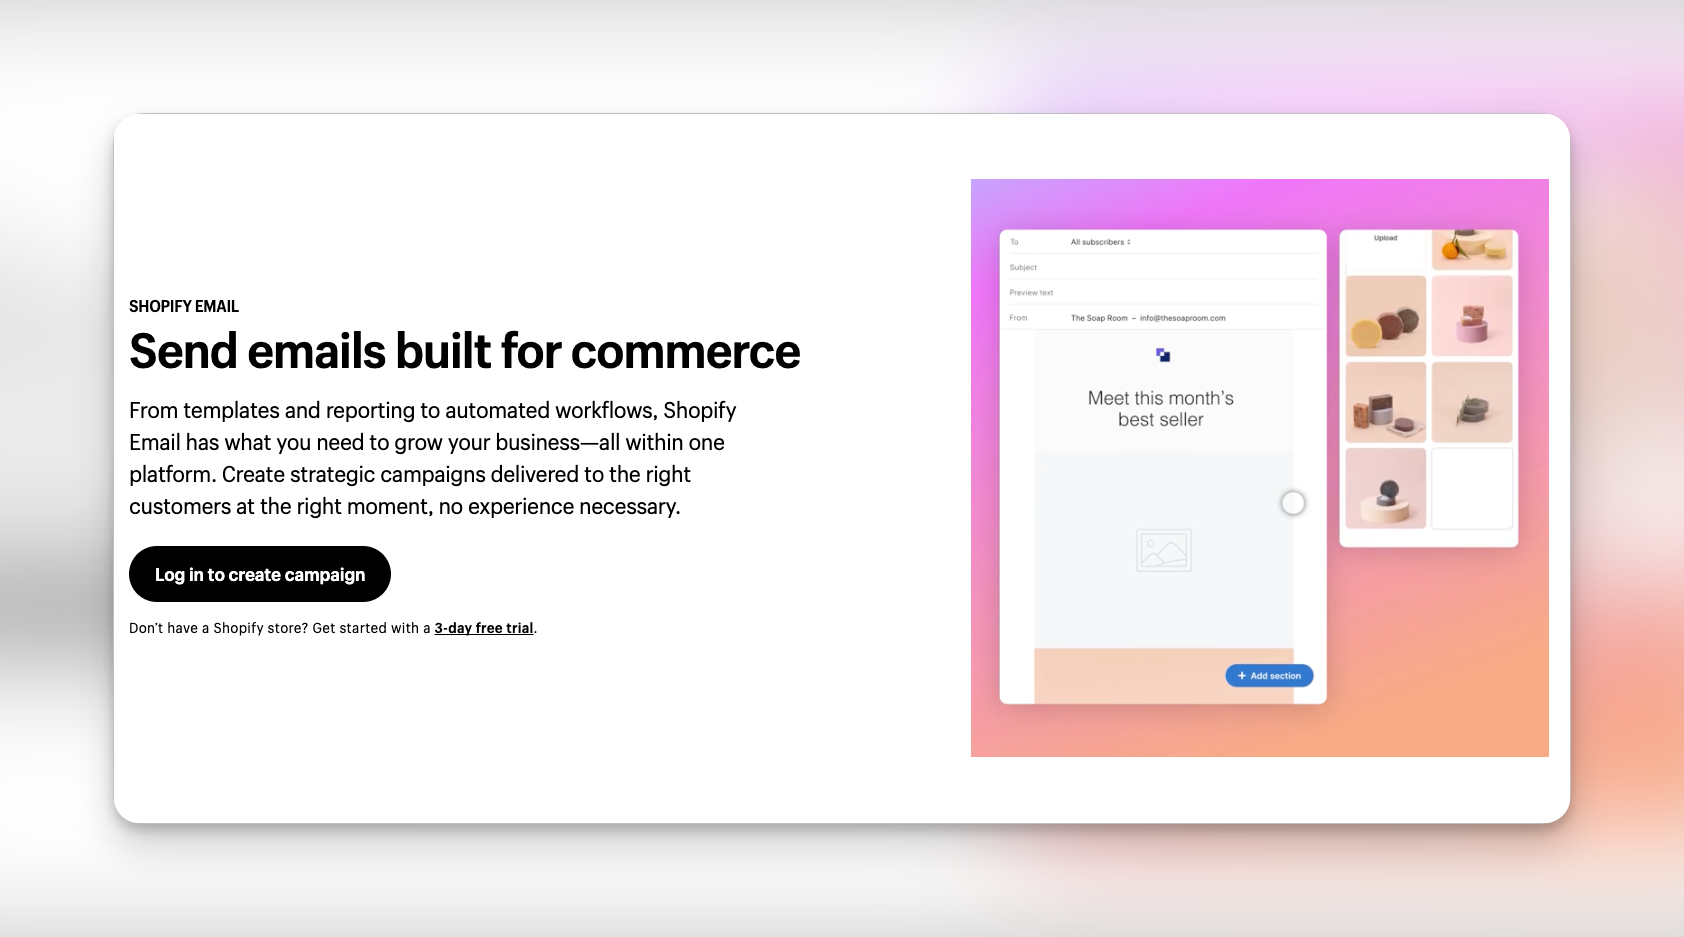 SHOPIFY EMAIL
Send emails built for commerce
From templates and reporting to automated workflows, Shopify
Email has what you need to grow your business—all within one
platform. Create strategic campaigns delivered to the right
customers at the right moment, no experience necessary.
Log in to create campaign
Don't have a Shopify store? Get started with a 3-day free trial.
To All subscribers
Subject
Preview text
From The Soap Room – info@thesoaproom.com
Meet this month's
best seller
+ Add section
Upload